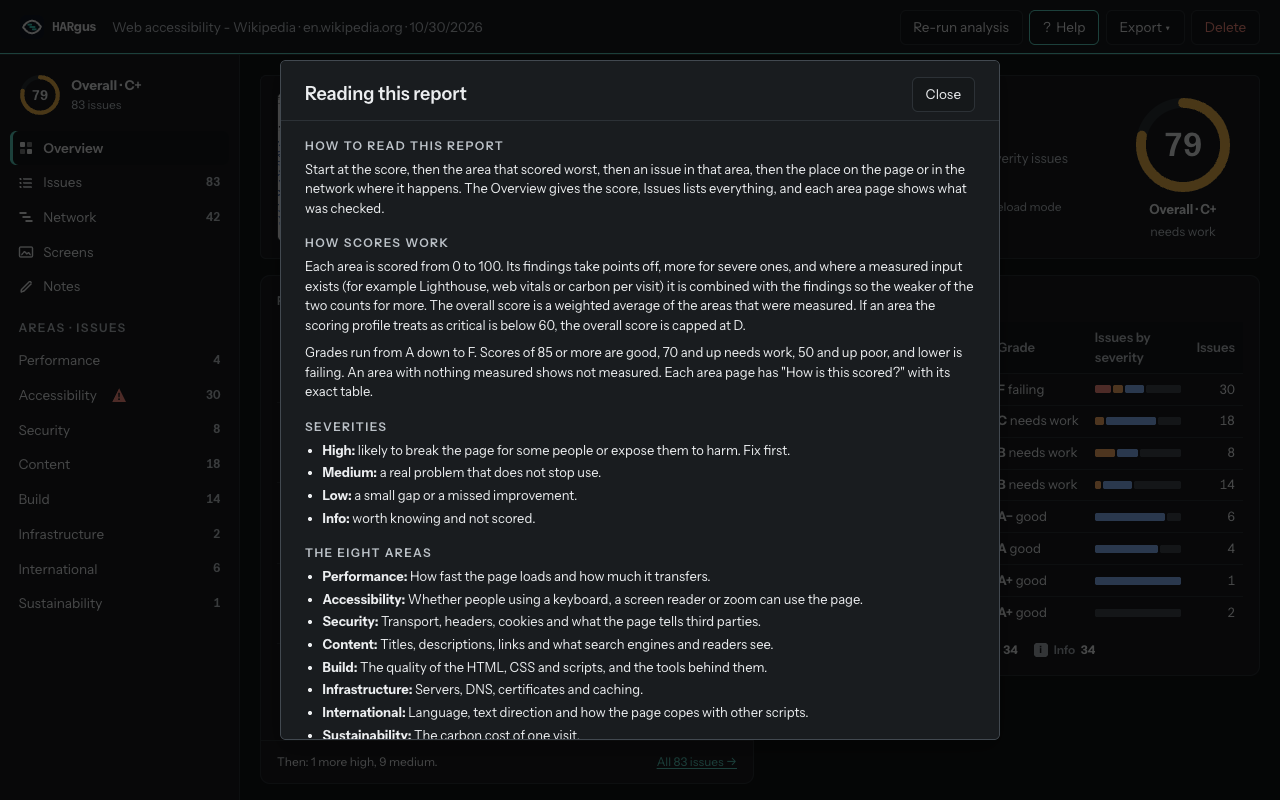 HARgus
Web accessibility - Wikipedia · en.wikipedia.org · 10/30/2026
Re-run analysis
? Help
Export ▾
Delete
79
Overall · C+
83 issues
Overview
Issues 83
Network 42
Screens
Notes
AREAS · ISSUES
Performance 4
Accessibility 30
Security 8
Content 18
Build 14
Infrastructure 2
International 6
Sustainability 1
Reading this report
Close
HOW TO READ THIS REPORT
Start at the score, then the area that scored worst, then an issue in that area, then the place on the page or in the
network where it happens. The Overview gives the score, Issues lists everything, and each area page shows what
was checked.
HOW SCORES WORK
Each area is scored from 0 to 100. Its findings take points off, more for severe ones, and where a measured input
exists (for example Lighthouse, web vitals or carbon per visit) it is combined with the findings so the weaker of the
two counts for more. The overall score is a weighted average of the areas that were measured. If an area the
scoring profile treats as critical is below 60, the overall score is capped at D.
Grades run from A down to F. Scores of 85 or more are good, 70 and up needs work, 50 and up poor, and lower is
failing. An area with nothing measured shows not measured. Each area page has "How is this scored?" with its
exact table.
SEVERITIES
• High: likely to break the page for some people or expose them to harm. Fix first.
• Medium: a real problem that does not stop use.
• Low: a small gap or a missed improvement.
• Info: worth knowing and not scored.
THE EIGHT AREAS
• Performance: How fast the page loads and how much it transfers.
• Accessibility: Whether people using a keyboard, a screen reader or zoom can use the page.
• Security: Transport, headers, cookies and what the page tells third parties.
• Content: Titles, descriptions, links and what search engines and readers see.
• Build: The quality of the HTML, CSS and scripts, and the tools behind them.
• Infrastructure: Servers, DNS, certificates and caching.
• International: Language, text direction and how the page copes with other scripts.
• Sustainability: The carbon cost of one visit.
issues
mode
79
Overall · C+
needs work
Grade
Issues by
severity
Issues
F failing 30
C needs work 18
needs work 8
needs work 14
A− good 6
A good 4
A+ good 1
A+ good 2
34 i Info 34
Then: 1 more high, 9 medium.
All 83 issues →